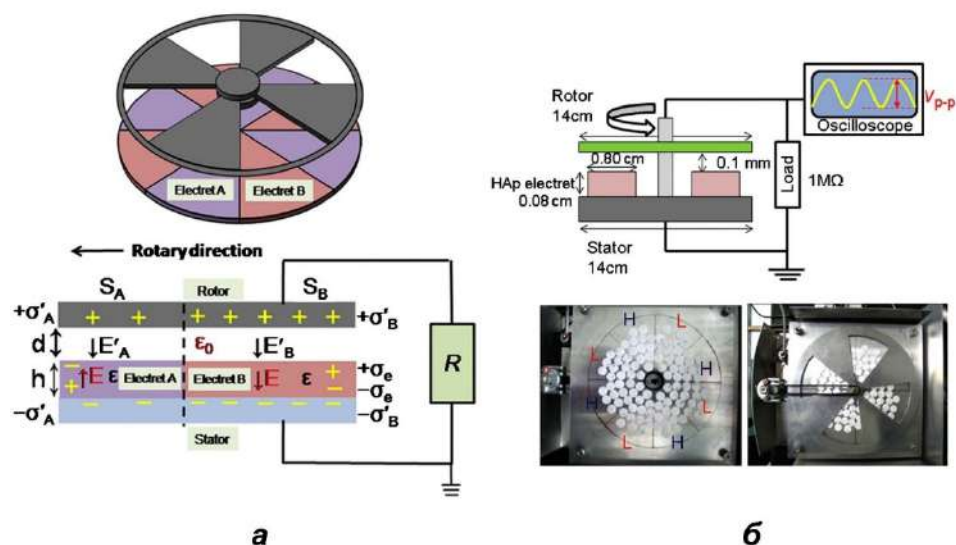 Electret A
Electret B
Rotary direction
S_A
Rotor
S_B
+σ'_A
+ + + + + + +
+σ'_B
d
↓E'_A
ε₀
↓E'_B
h
↑E ε
Electret A
Electret B
↓E
ε
+σ_e
−σ_e
−σ'_A
−σ'_B
Stator
R
а
Rotor
14cm
V_p-p
Oscilloscope
0.80 cm
0.1 mm
HAp electret
0.08 cm
Load
1MΩ
Stator
14cm
H
L
L
H
H
L
L
H
б